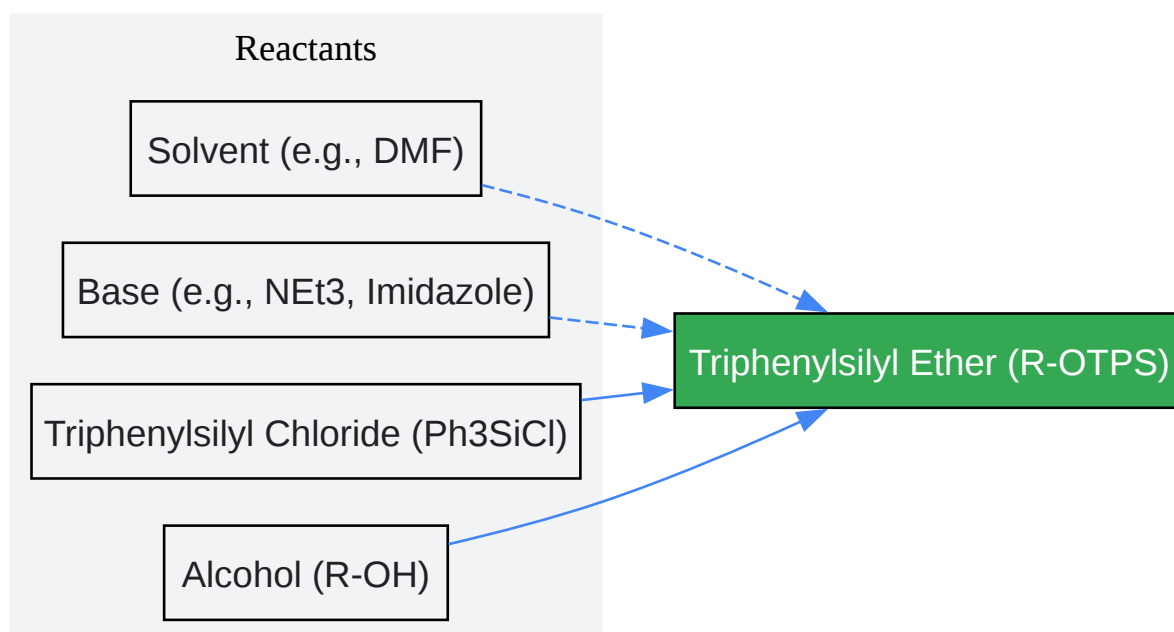 Reactants
Solvent (e.g., DMF)
Base (e.g., NEt3, Imidazole)
Triphenylsilyl Chloride (Ph3SiCl)
Alcohol (R-OH)
Triphenylsilyl Ether (R-OTPS)